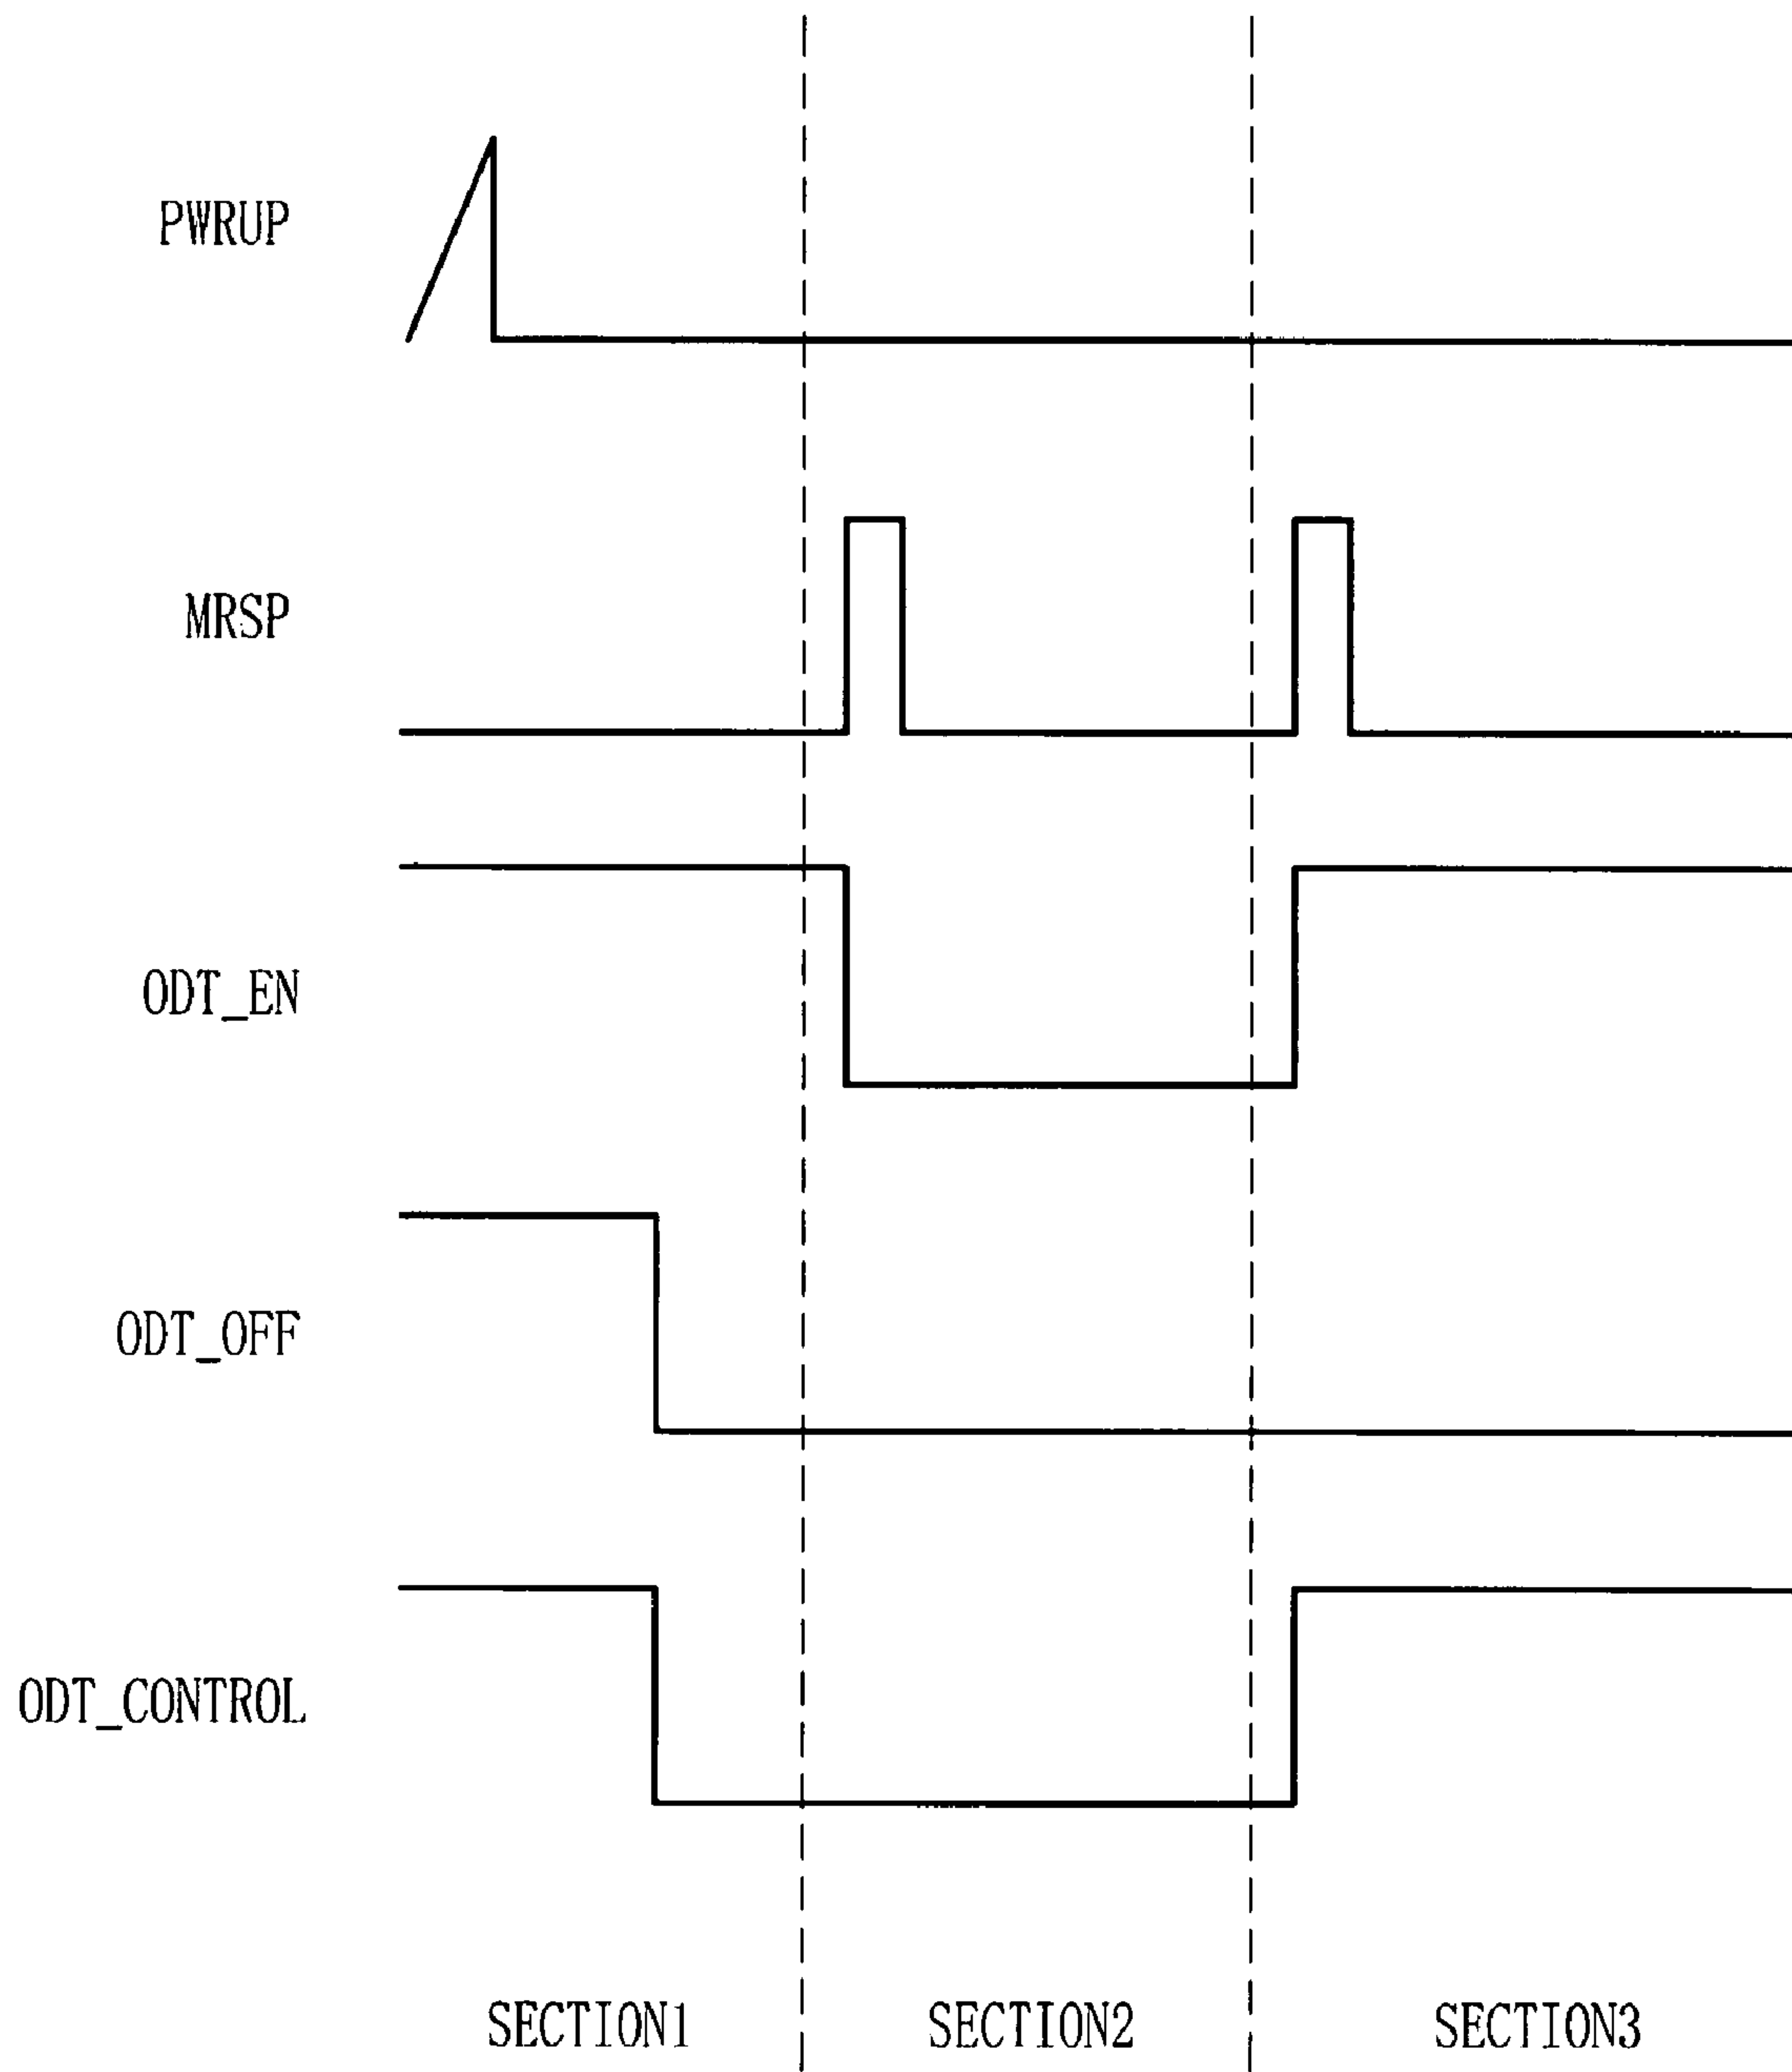 PWRUP
MRSP
ODT_EN
ODT_OFF
ODT_CONTROL
SECTION1 SECTION2 SECTION3